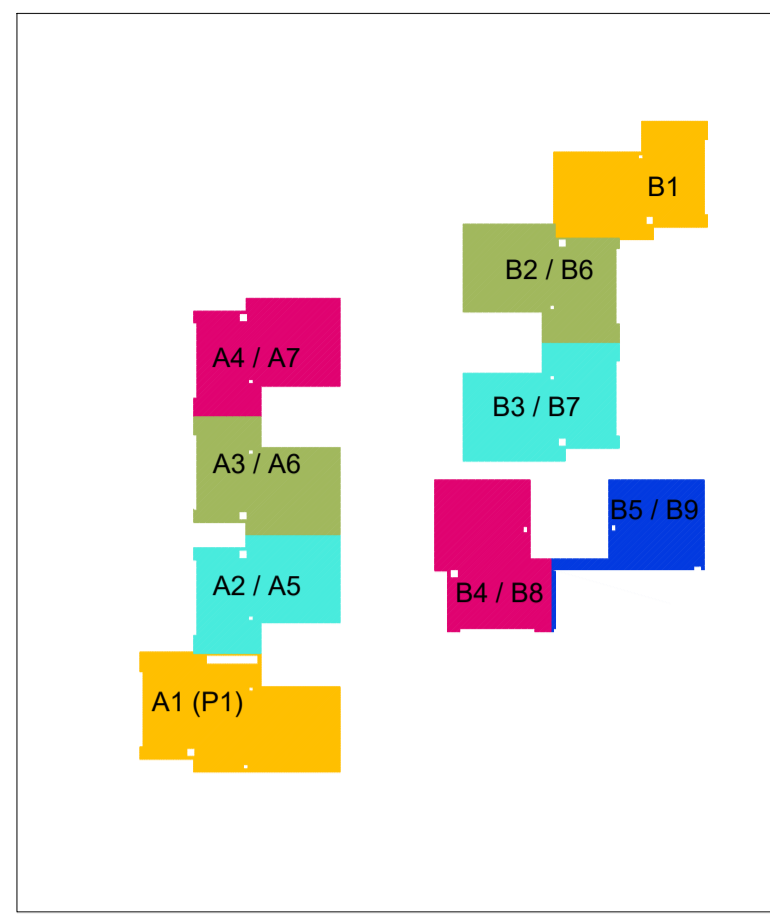 B1
B2 / B6
A4 / A7
B3 / B7
A3 / A6
B5 / B9
A2 / A5
B4 / B8
A1 (P1)